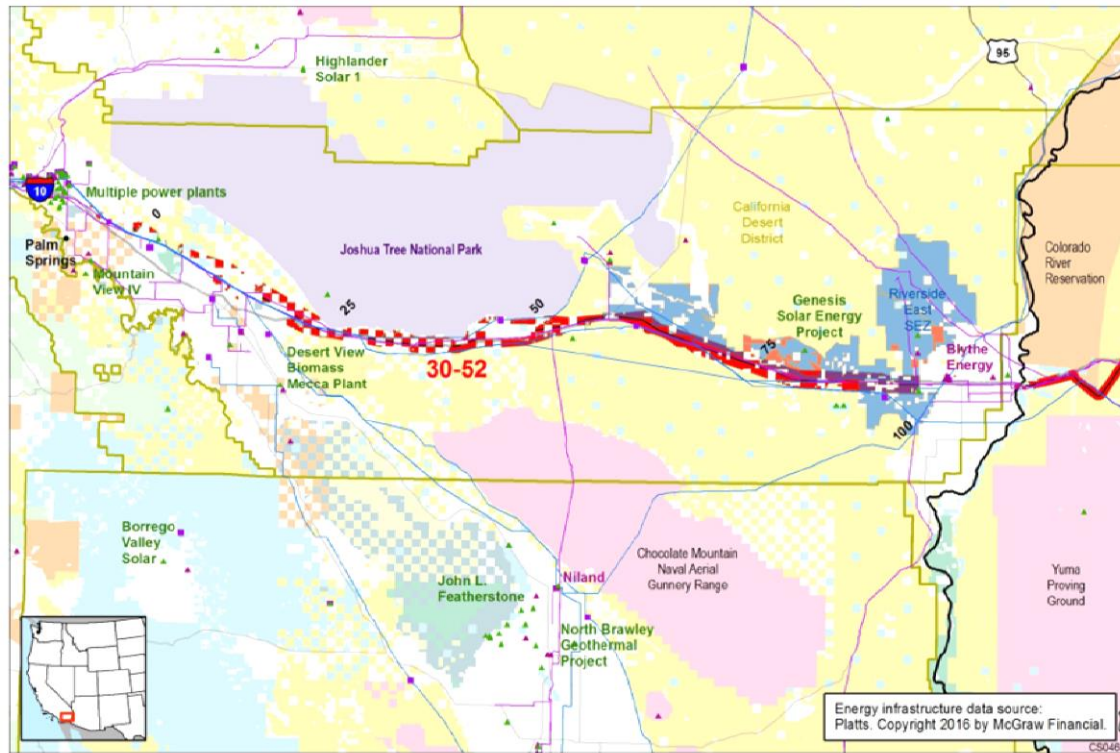 95
Highlander
Solar 1
10
Multiple power plants
0
Palm
Springs
Mountain
View IV
Joshua Tree National Park
California
Desert
District
Colorado
River
Reservation
25
50
Genesis
Solar Energy
Project
Riverside
East
SEZ
75
Blythe
Energy
Desert View
Biomass
Mecca Plant
30-52
100
Borrego
Valley
Solar
John L.
Featherstone
Niland
Chocolate Mountain
Naval Aerial
Gunnery Range
Yuma
Proving
Ground
North Brawley
Geothermal
Project
Energy infrastructure data source:
Platts. Copyright 2016 by McGraw Financial.